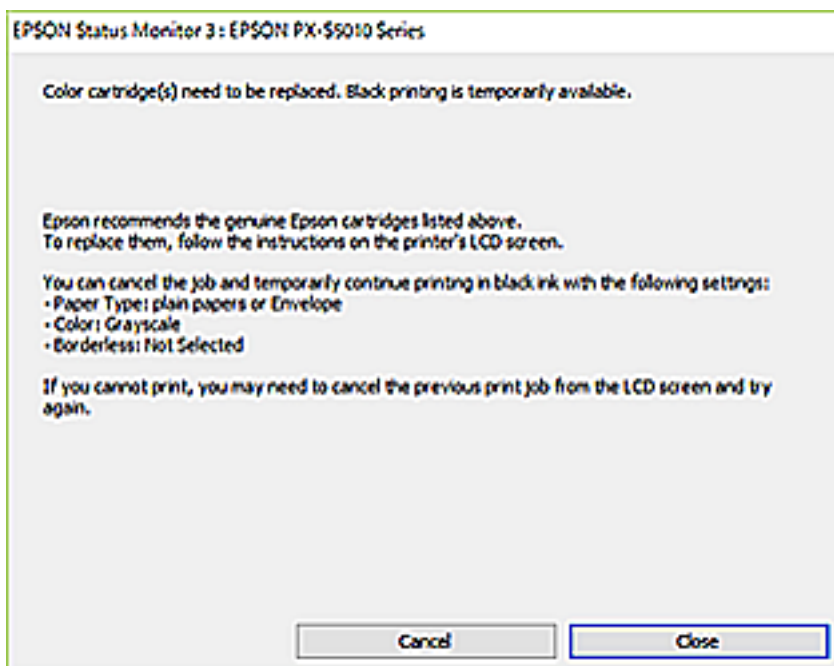 EPSON Status Monitor 3 : EPSON PX-S5010 Series
Color cartridge(s) need to be replaced. Black printing is temporarily available.
Epson recommends the genuine Epson cartridges listed above.
To replace them, follow the instructions on the printer's LCD screen.
You can cancel the job and temporarily continue printing in black ink with the following settings:
- Paper Type: plain papers or Envelope
- Color: Grayscale
- Borderless: Not Selected
If you cannot print, you may need to cancel the previous print job from the LCD screen and try
again.
Cancel
Close